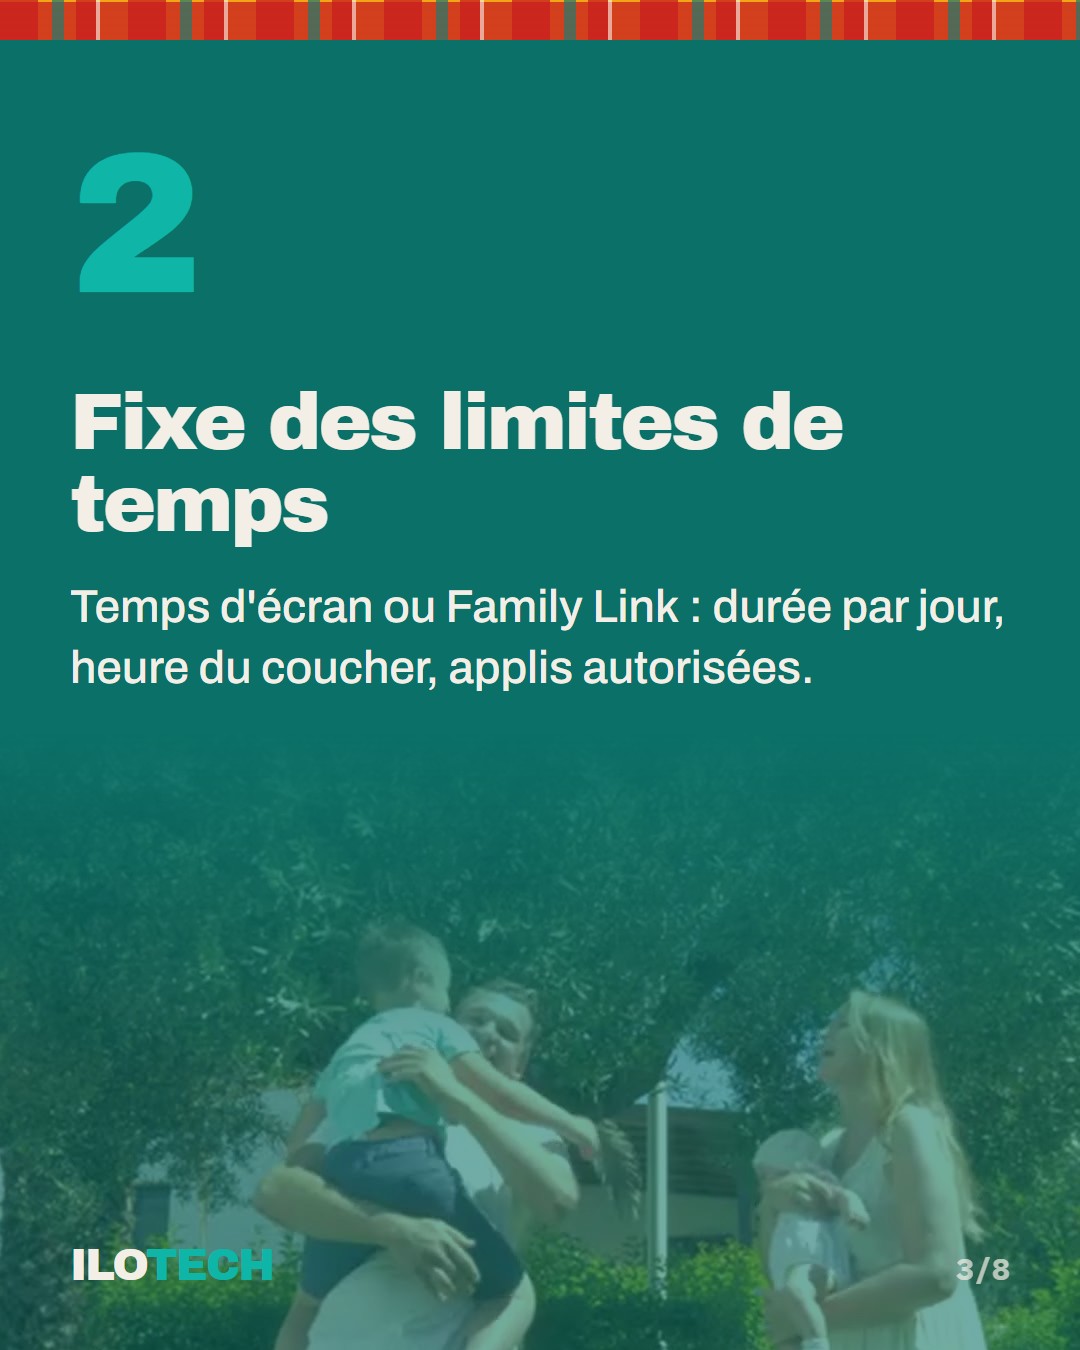 2
Fixe des limites de
temps
Temps d'écran ou Family Link : durée par jour,
heure du coucher, applis autorisées.
ILOTECH
3/8